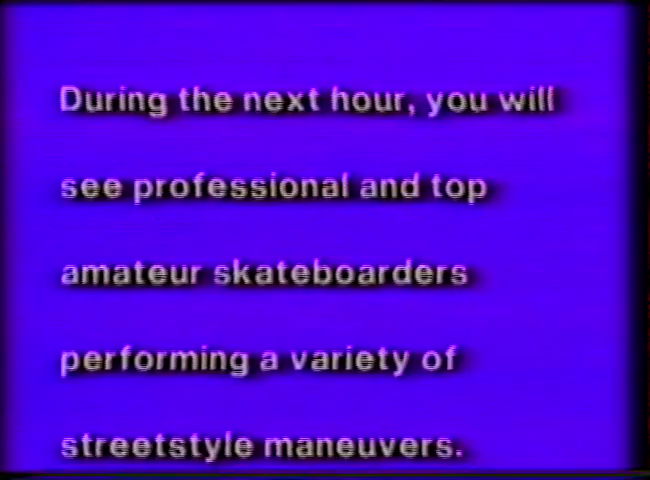 During the next hour, you will
see professional and top
amateur skateboarders
performing a variety of
streetstyle maneuvers.